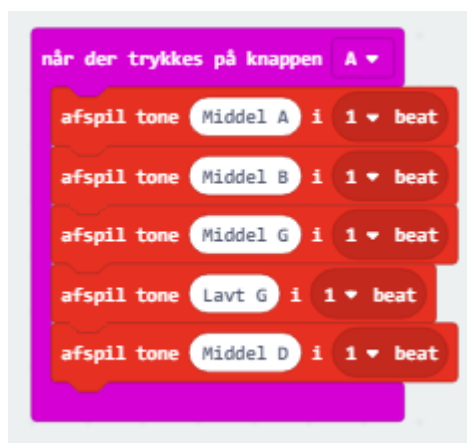 når der trykkes på knappen A
afspil tone Middel A i 1 beat
afspil tone Middel B i 1 beat
afspil tone Middel G i 1 beat
afspil tone Lavt G i 1 beat
afspil tone Middel D i 1 beat